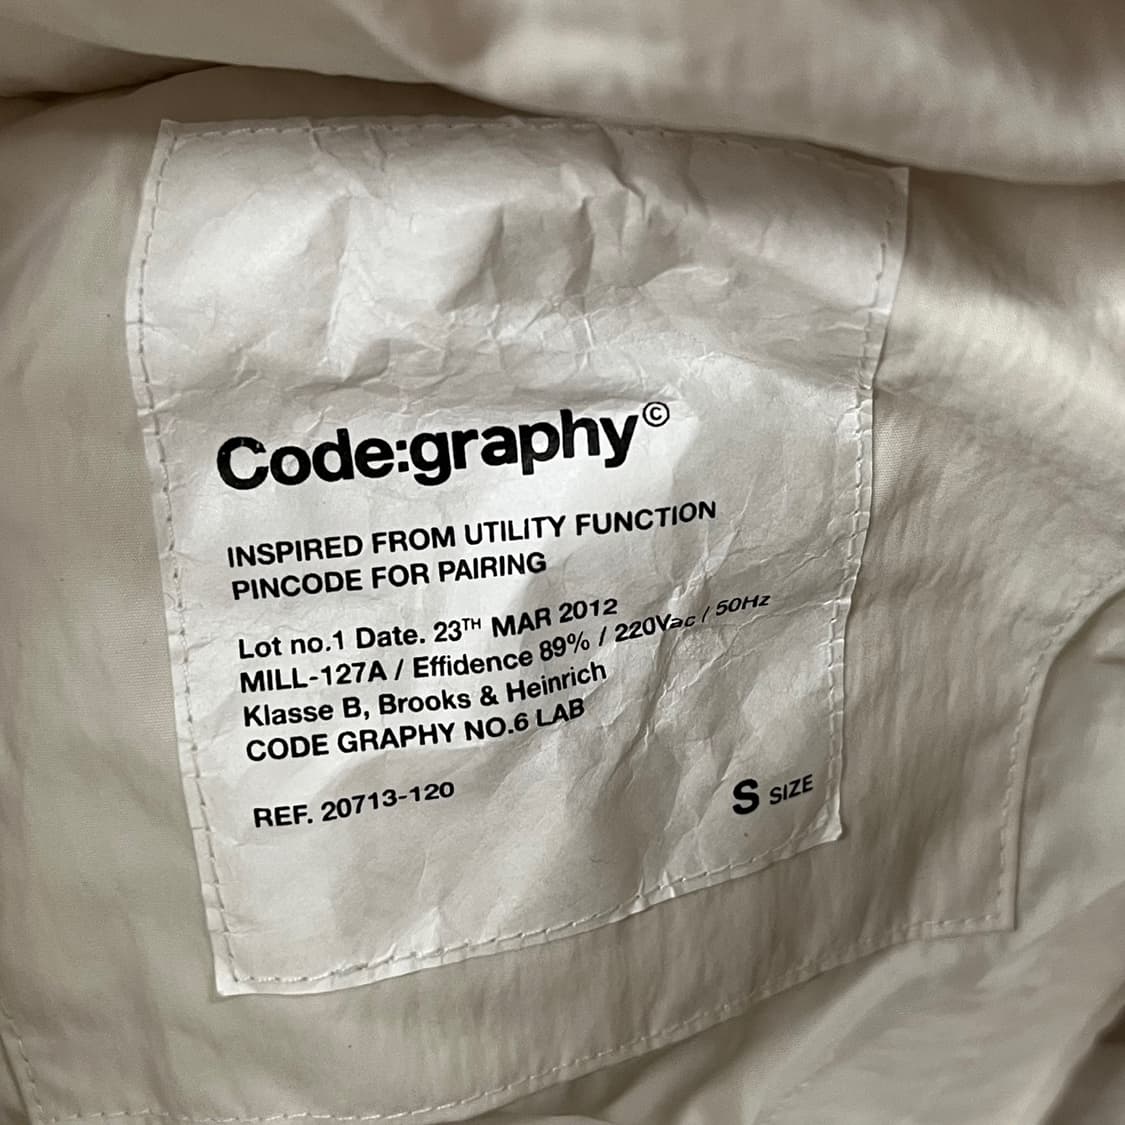 Code:graphy©
INSPIRED FROM UTILITY FUNCTION
PINCODE FOR PAIRING
Lot no.1 Date. 23TH MAR 2012
MILL-127A / Effidence 89% / 220Vac / 50Hz
Klasse B, Brooks & Heinrich
CODE GRAPHY NO.6 LAB
REF. 20713-120
S SIZE